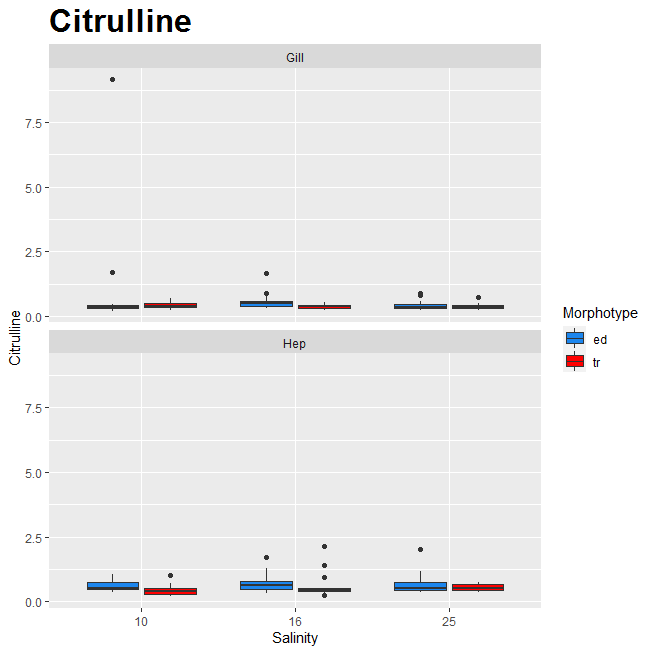 Citrulline
Gill
7.5
5.0
2.5
0.0
Citrulline
Hep
7.5
5.0
2.5
0.0
10 16 25
Salinity
Morphotype
ed
tr